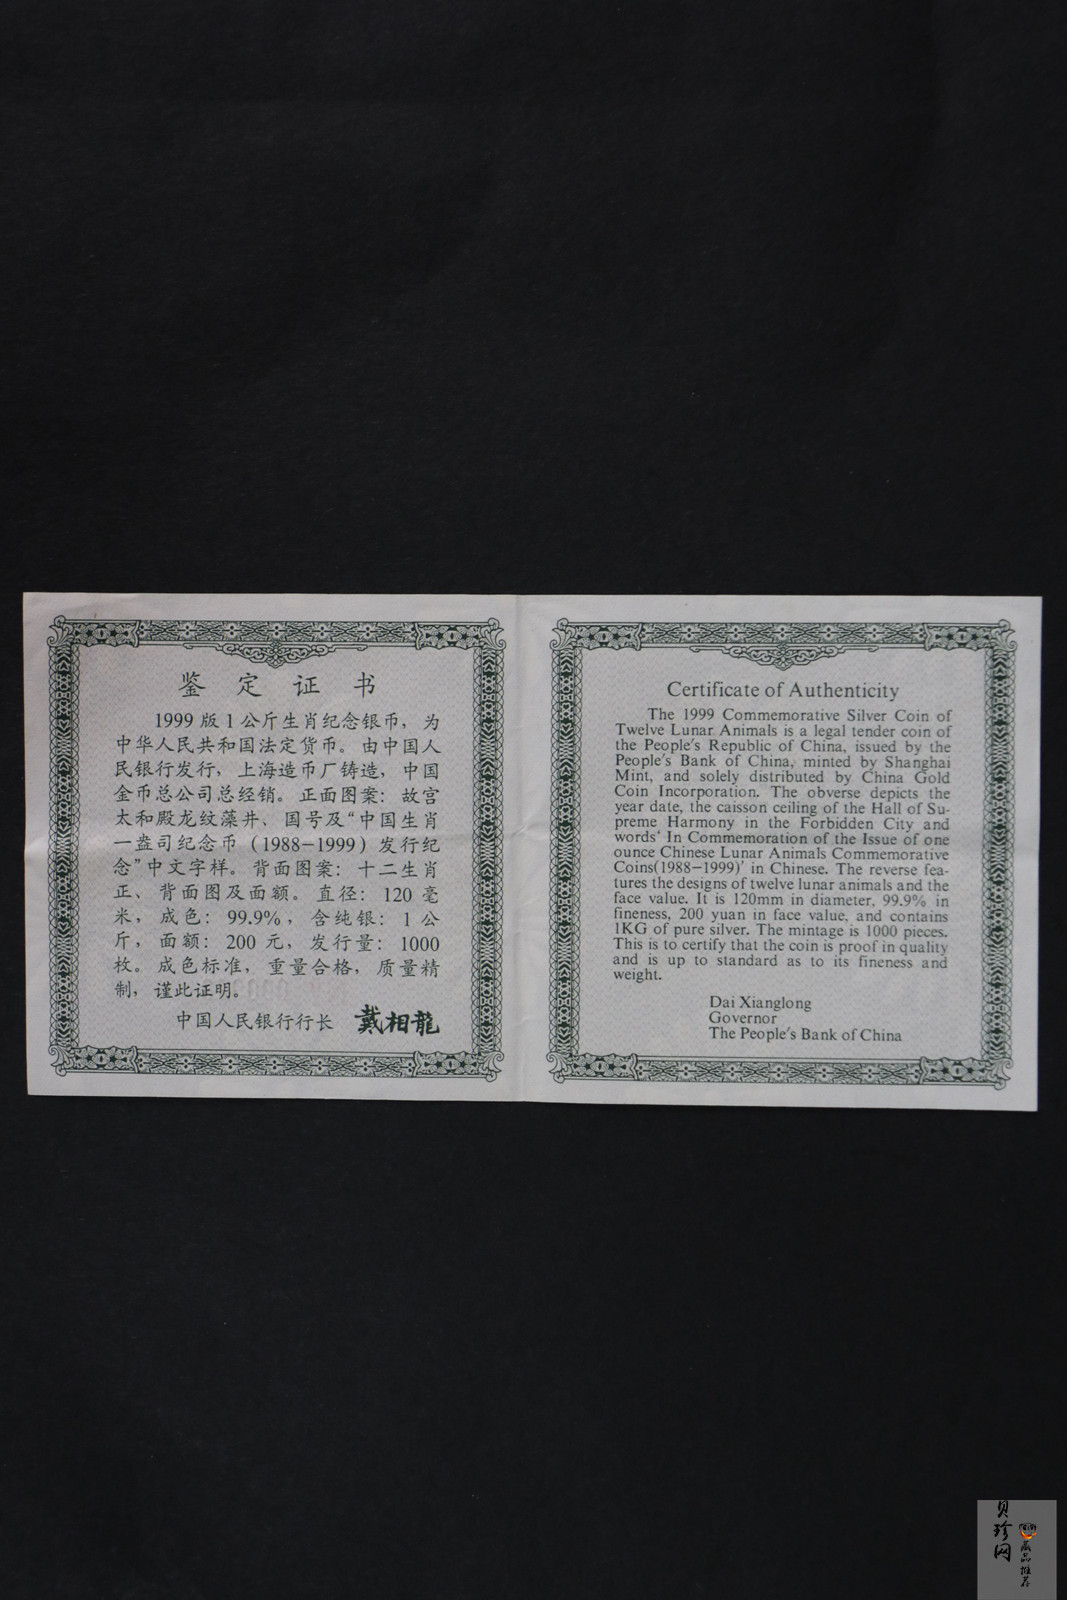 鉴定证书
1999 版 1 公斤生肖纪念银币，为
中华人民共和国法定货币。由中国人
民银行发行，上海造币厂铸造，中国
金币总公司总经销。正面图案：故宫
太和殿龙纹藻井、国号及“中国生肖
一盎司纪念币（1988—1999）发行纪
念”中文字样。背面图案：十二生肖
正、背面图及面额。直径：120 毫
米，成色：99.9%，含纯银：1 公
斤，面额：200 元，发行量：1000
枚。成色标准，重量合格，质量精
制，谨此证明。
中国人民银行行长 戴相龍
Certificate of Authenticity
The 1999 Commemorative Silver Coin of
Twelve Lunar Animals is a legal tender coin of
the People's Republic of China, issued by the
People's Bank of China, minted by Shanghai
Mint, and solely distributed by China Gold
Coin Incorporation. The obverse depicts the
year date, the caisson ceiling of the Hall of Su-
preme Harmony in the Forbidden City and
words' In Commemoration of the Issue of one
ounce Chinese Lunar Animals Commemorative
Coins(1988—1999)' in Chinese. The reverse fea-
tures the designs of twelve lunar animals and the
face value. It is 120mm in diameter, 99.9% in
fineness, 200 yuan in face value, and contains
1KG of pure silver. The mintage is 1000 pieces.
This is to certify that the coin is proof in quality
and is up to standard as to its fineness and
weight.
Dai Xianglong
Governor
The People's Bank of China
贝珍网
藏品推荐